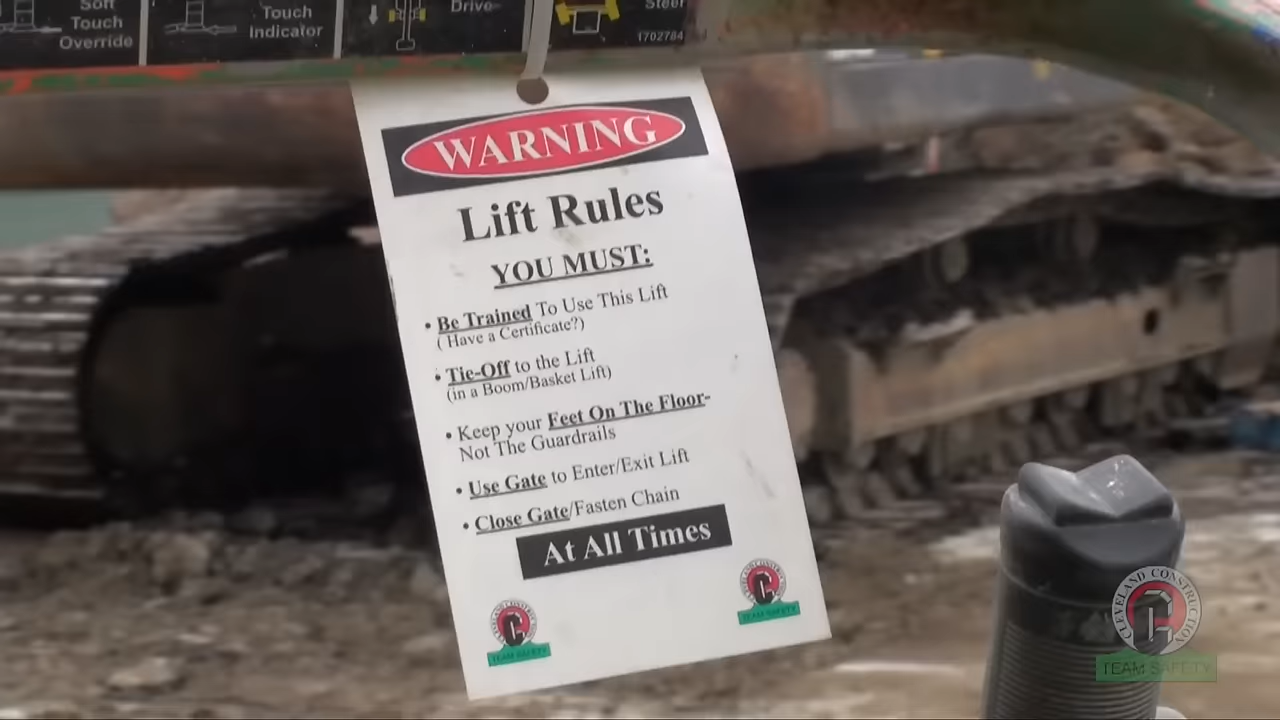 Soft
Touch
Override
Touch
Indicator
Drive
Steer
1702784
WARNING
Lift Rules
YOU MUST:
• Be Trained To Use This Lift
( Have a Certificate?)
• Tie-Off to the Lift
(in a Boom/Basket Lift)
• Keep your Feet On The Floor-
Not The Guardrails
• Use Gate to Enter/Exit Lift
• Close Gate/Fasten Chain
At All Times
TEAM SAFETY
TEAM SAFETY
CLEVELAND CONSTRUCTION
TEAM SAFETY